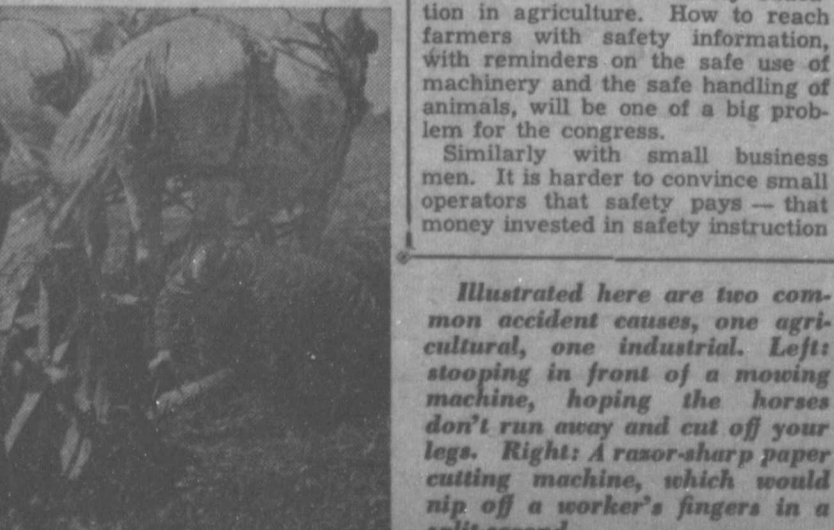 tion in agriculture. How to reach
farmers with safety information,
with reminders on the safe use of
machinery and the safe handling of
animals, will be one of a big prob-
lem for the congress.
Similarly with small business
men. It is harder to convince small
operators that safety pays — that
money invested in safety instruction
Illustrated here are two com-
mon accident causes, one agri-
cultural, one industrial. Left:
stooping in front of a mowing
machine, hoping the horses
don't run away and cut off your
legs. Right: A razor-sharp paper
cutting machine, which would
nip off a worker's fingers in a
split second.